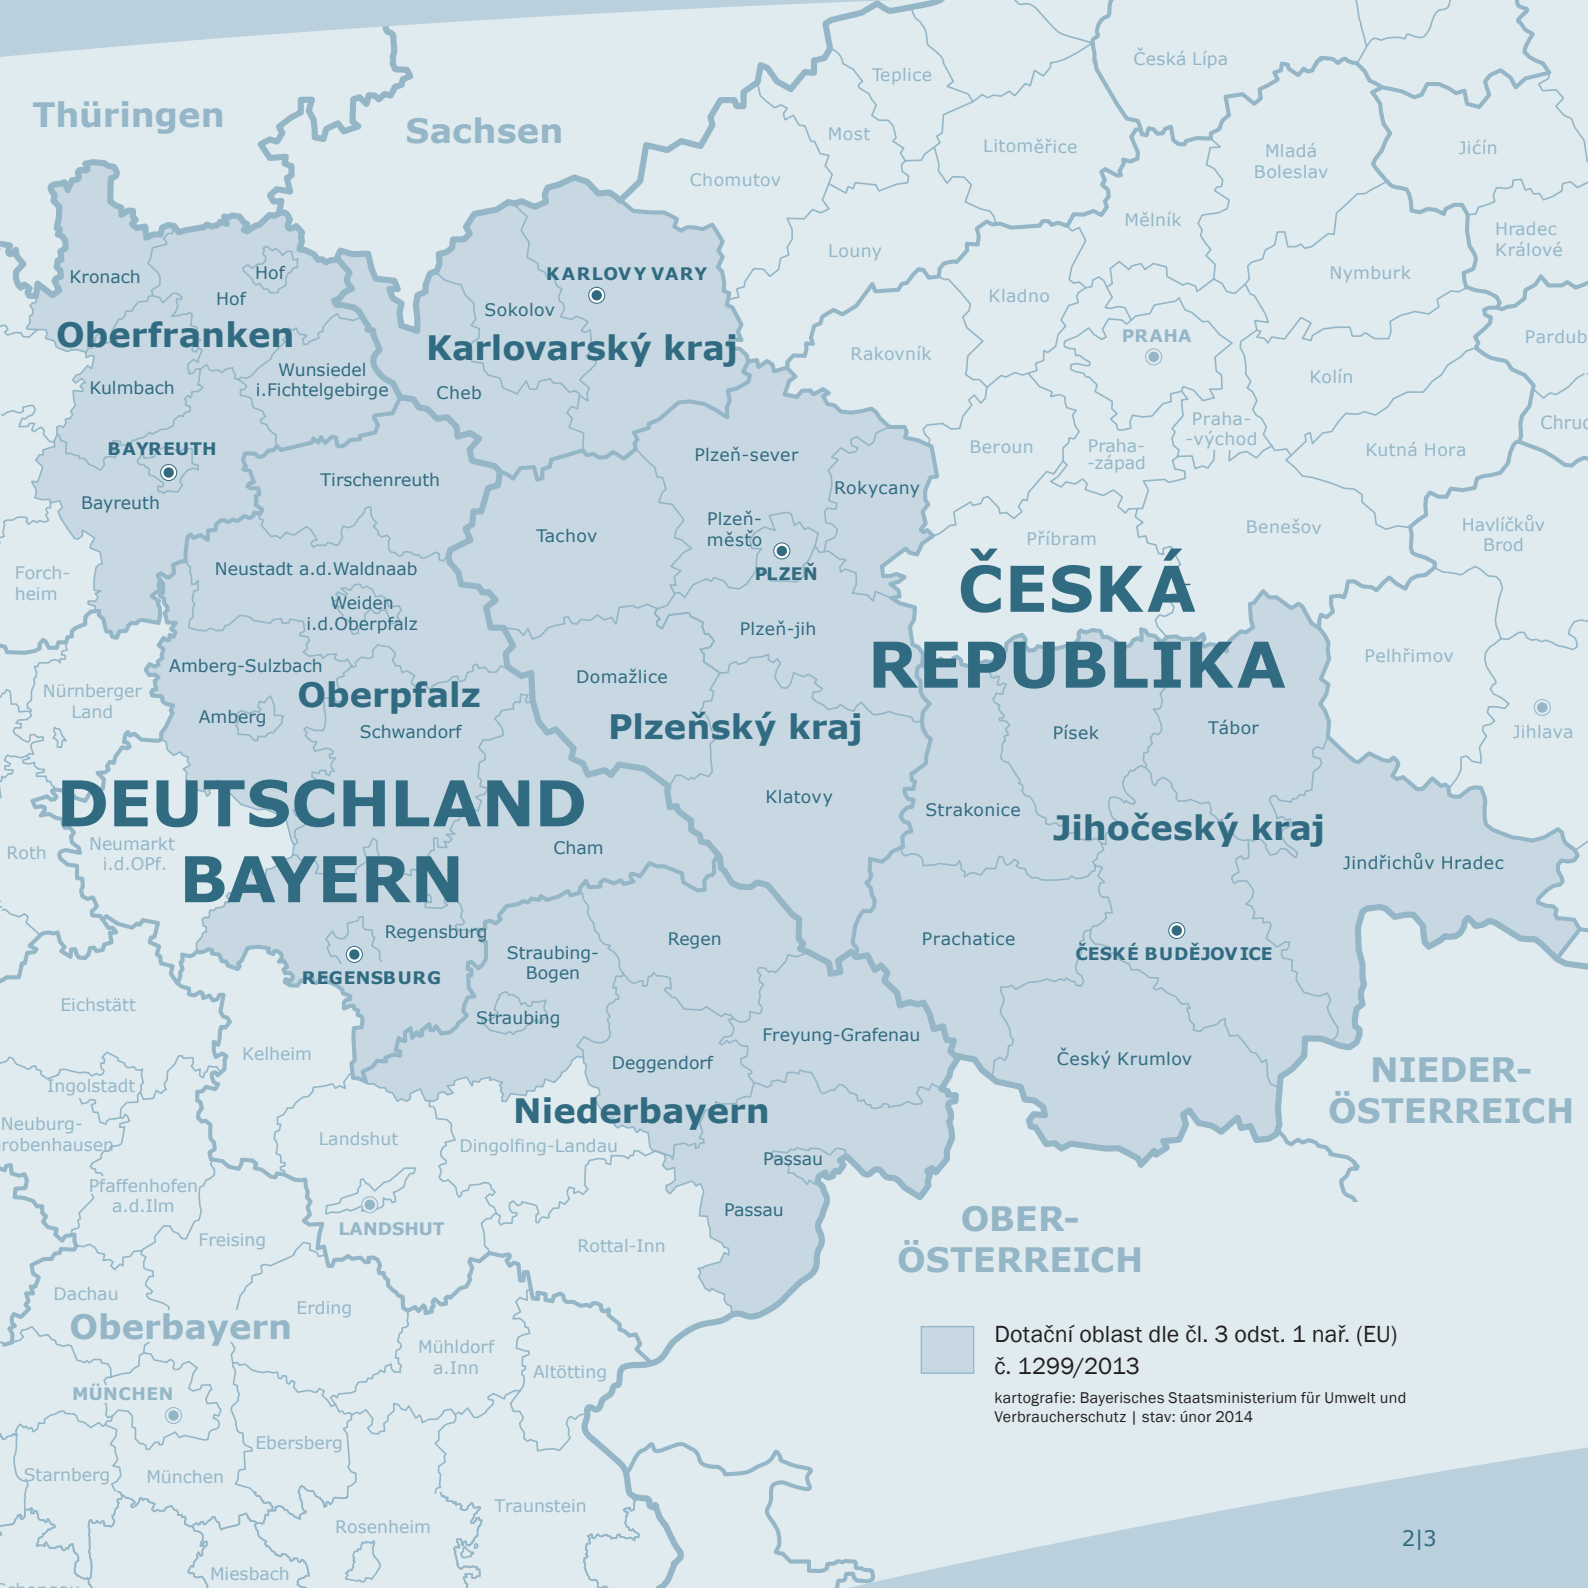 Thüringen
Sachsen
Teplice
Česká Lípa
Most
Litoměřice
Mladá
Boleslav
Jičín
Chomutov
Mělník
Hradec
Králové
Louny
Nymburk
Kronach
Hof
Hof
KARLOVY VARY
Sokolov
Kladno
Oberfranken
Karlovarský kraj
PRAHA
Rakovník
Kulmbach
Wunsiedel
i.Fichtelgebirge
Cheb
Kolín
BAYREUTH
Beroun
Praha-
-západ
Praha-
-východ
Kutná Hora
Plzeň-sever
Rokycany
Bayreuth
Tirschenreuth
Tachov
Plzeň-
město
PLZEŇ
Příbram
Benešov
Havlíčkův
Brod
Forch-
heim
Neustadt a.d.Waldnaab
Weiden
i.d.Oberpfalz
ČESKÁ
REPUBLIKA
Plzeň-jih
Pelhřimov
Amberg-Sulzbach
Domažlice
Nürnberger
Land
Oberpfalz
Amberg
Schwandorf
Plzeňský kraj
Písek
Tábor
Jihlava
DEUTSCHLAND
BAYERN
Klatovy
Strakonice
Jihočeský kraj
Roth
Neumarkt
i.d.OPf.
Cham
Jindřichův Hradec
Regensburg
REGENSBURG
Straubing-
Bogen
Regen
Prachatice
ČESKÉ BUDĚJOVICE
Eichstätt
Straubing
Freyung-Grafenau
Kelheim
Deggendorf
Český Krumlov
Ingolstadt
NIEDER-
ÖSTERREICH
Niederbayern
Neuburg-
Landshut
Dingolfing-Landau
Passau
Pfaffenhofen
a.d.Ilm
LANDSHUT
Passau
Freising
Rottal-Inn
OBER-
ÖSTERREICH
Dachau
Erding
Oberbayern
Mühldorf
a.Inn
Altötting
Dotační oblast dle čl. 3 odst. 1 nař. (EU)
č. 1299/2013
kartografie: Bayerisches Staatsministerium für Umwelt und
Verbraucherschutz | stav: únor 2014
MÜNCHEN
Ebersberg
Starnberg
München
Traunstein
Rosenheim
Miesbach
2|3